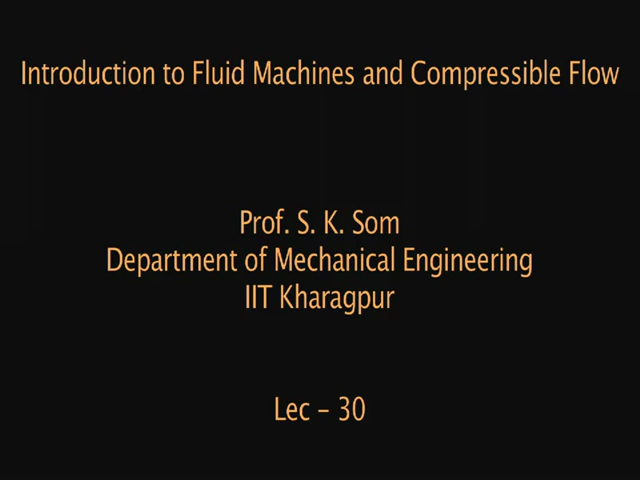 Introduction to Fluid Machines and Compressible Flow
Prof. S. K. Som
Department of Mechanical Engineering
IIT Kharagpur
Lec – 30